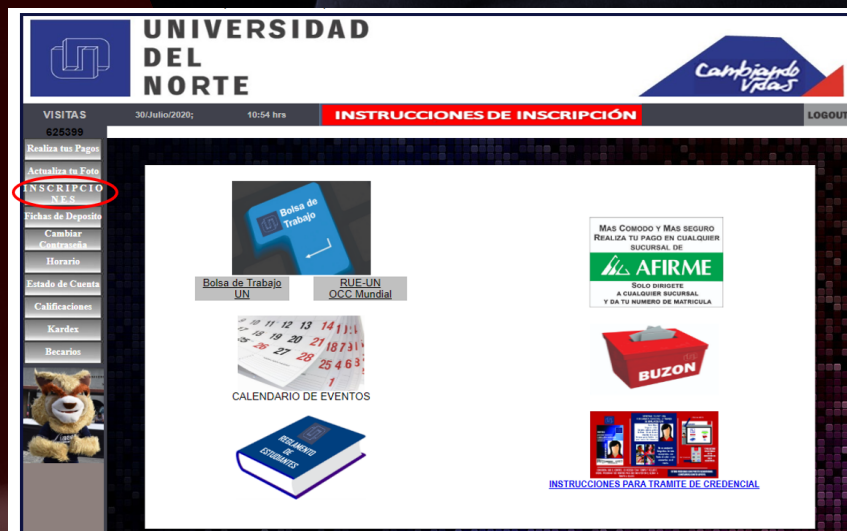 UNIVERSIDAD
DEL
NORTE
Cambiando
Vidas
VISITAS
30/Julio/2020;
10:54 hrs
INSTRUCCIONES DE INSCRIPCIÓN
LOGOUT
625399
Realiza tus Pagos
Actualiza tu Foto
INSCRIPCIO
NES
Fichas de Deposito
Cambiar
Contraseña
Horario
Estado de Cuenta
Calificaciones
Kardex
Becarios
Bolsa de
Trabajo
Bolsa de Trabajo
UN
RUE-UN
OCC Mundial
CALENDARIO DE EVENTOS
REGLAMENTO
DE
ESTUDIANTES
MAS COMODO Y MAS SEGURO
REALIZA TU PAGO EN CUALQUIER
SUCURSAL DE
AFIRME
SOLO DIRIGETE
A CUALQUIER SUCURSAL
Y DA TU NUMERO DE MATRICULA
BUZON
INSTRUCCIONES PARA TRAMITE DE CREDENCIAL